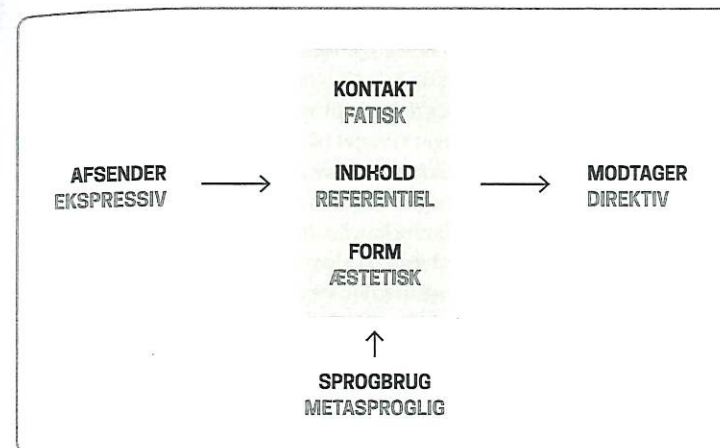 KONTAKT
FATISK
AFSENDER
EKSPRESSIV
INDHOLD
REFERENTIEL
MODTAGER
DIREKTIV
FORM
ÆSTETISK
SPROGBRUG
METASPROGLIG